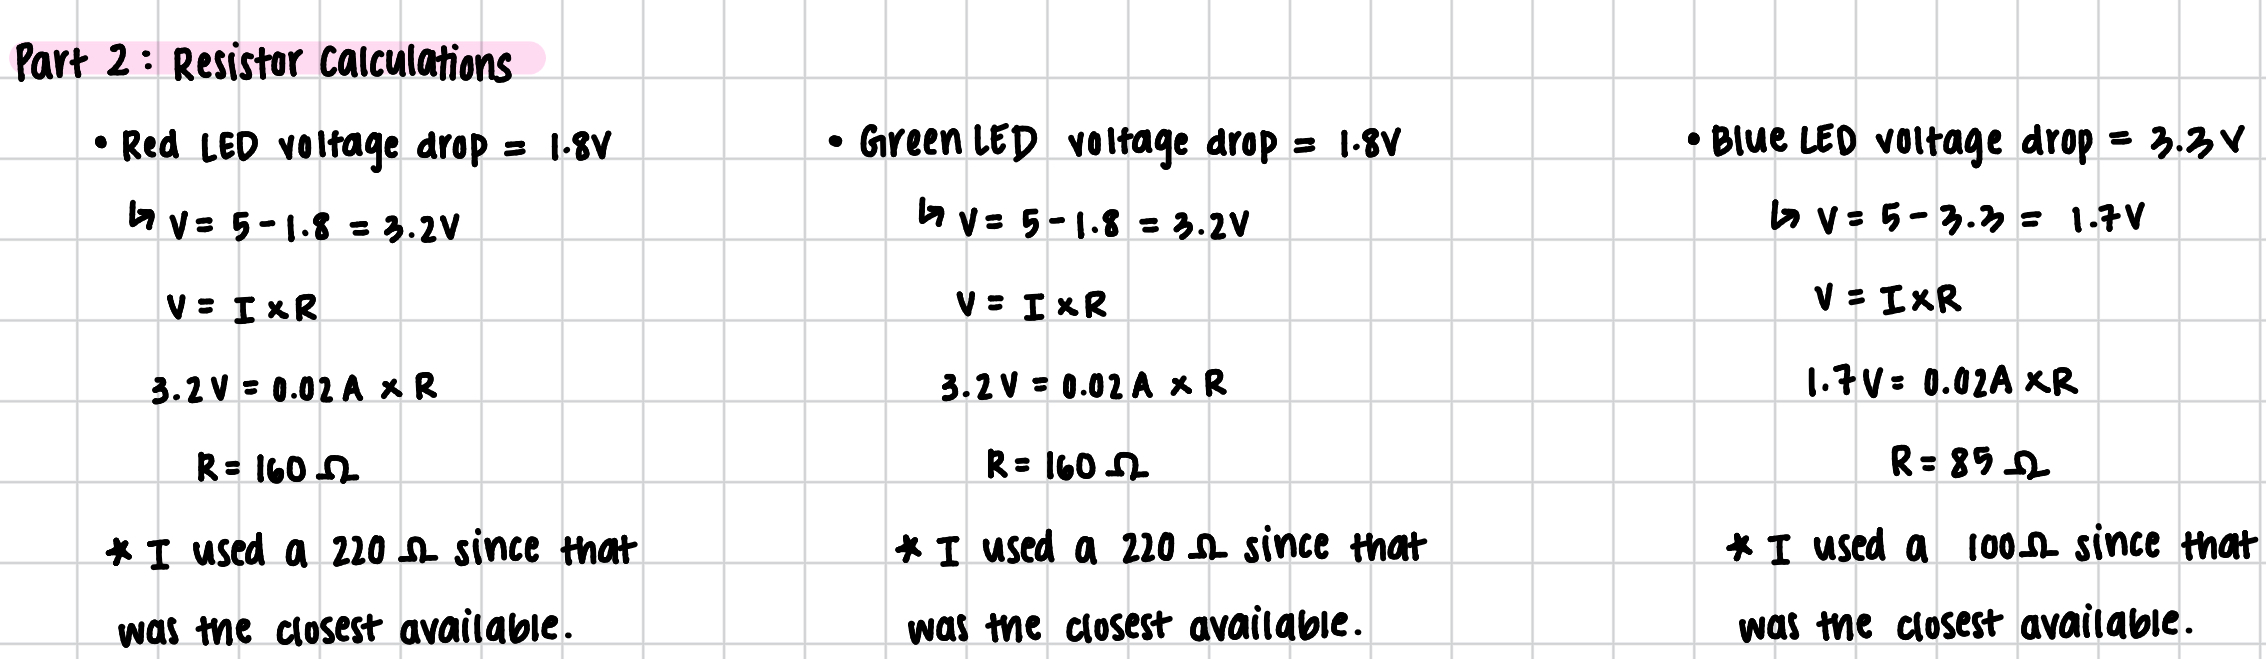 Part 2: Resistor Calculations
• Red LED voltage drop = 1.8V
↳ V = 5 - 1.8 = 3.2V
V = I × R
3.2V = 0.02A × R
R = 160 Ω
* I used a 220 Ω since that
was the closest available.
• Green LED voltage drop = 1.8V
↳ V = 5 - 1.8 = 3.2V
V = I × R
3.2V = 0.02A × R
R = 160 Ω
* I used a 220 Ω since that
was the closest available.
• Blue LED voltage drop = 3.3V
↳ V = 5 - 3.3 = 1.7V
V = I × R
1.7V = 0.02A × R
R = 85 Ω
* I used a 100Ω since that
was the closest available.